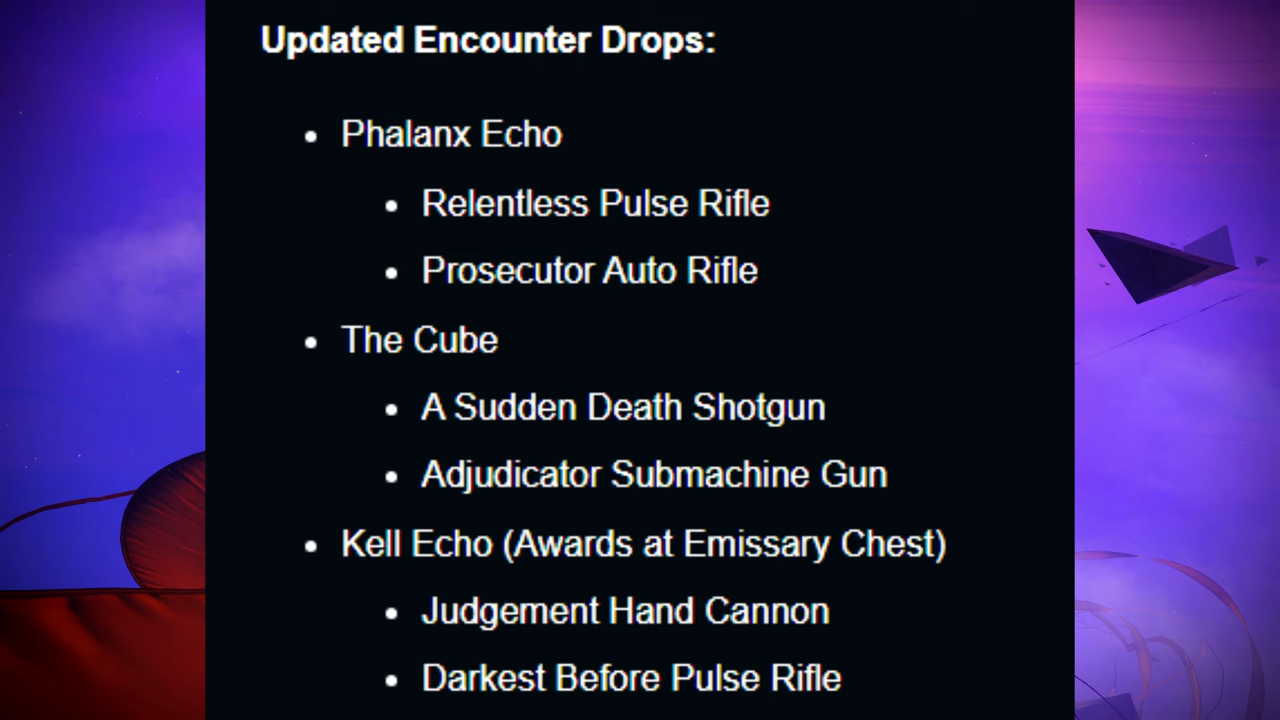 Updated Encounter Drops:
Phalanx Echo
Relentless Pulse Rifle
Prosecutor Auto Rifle
The Cube
A Sudden Death Shotgun
Adjudicator Submachine Gun
Kell Echo (Awards at Emissary Chest)
Judgement Hand Cannon
Darkest Before Pulse Rifle